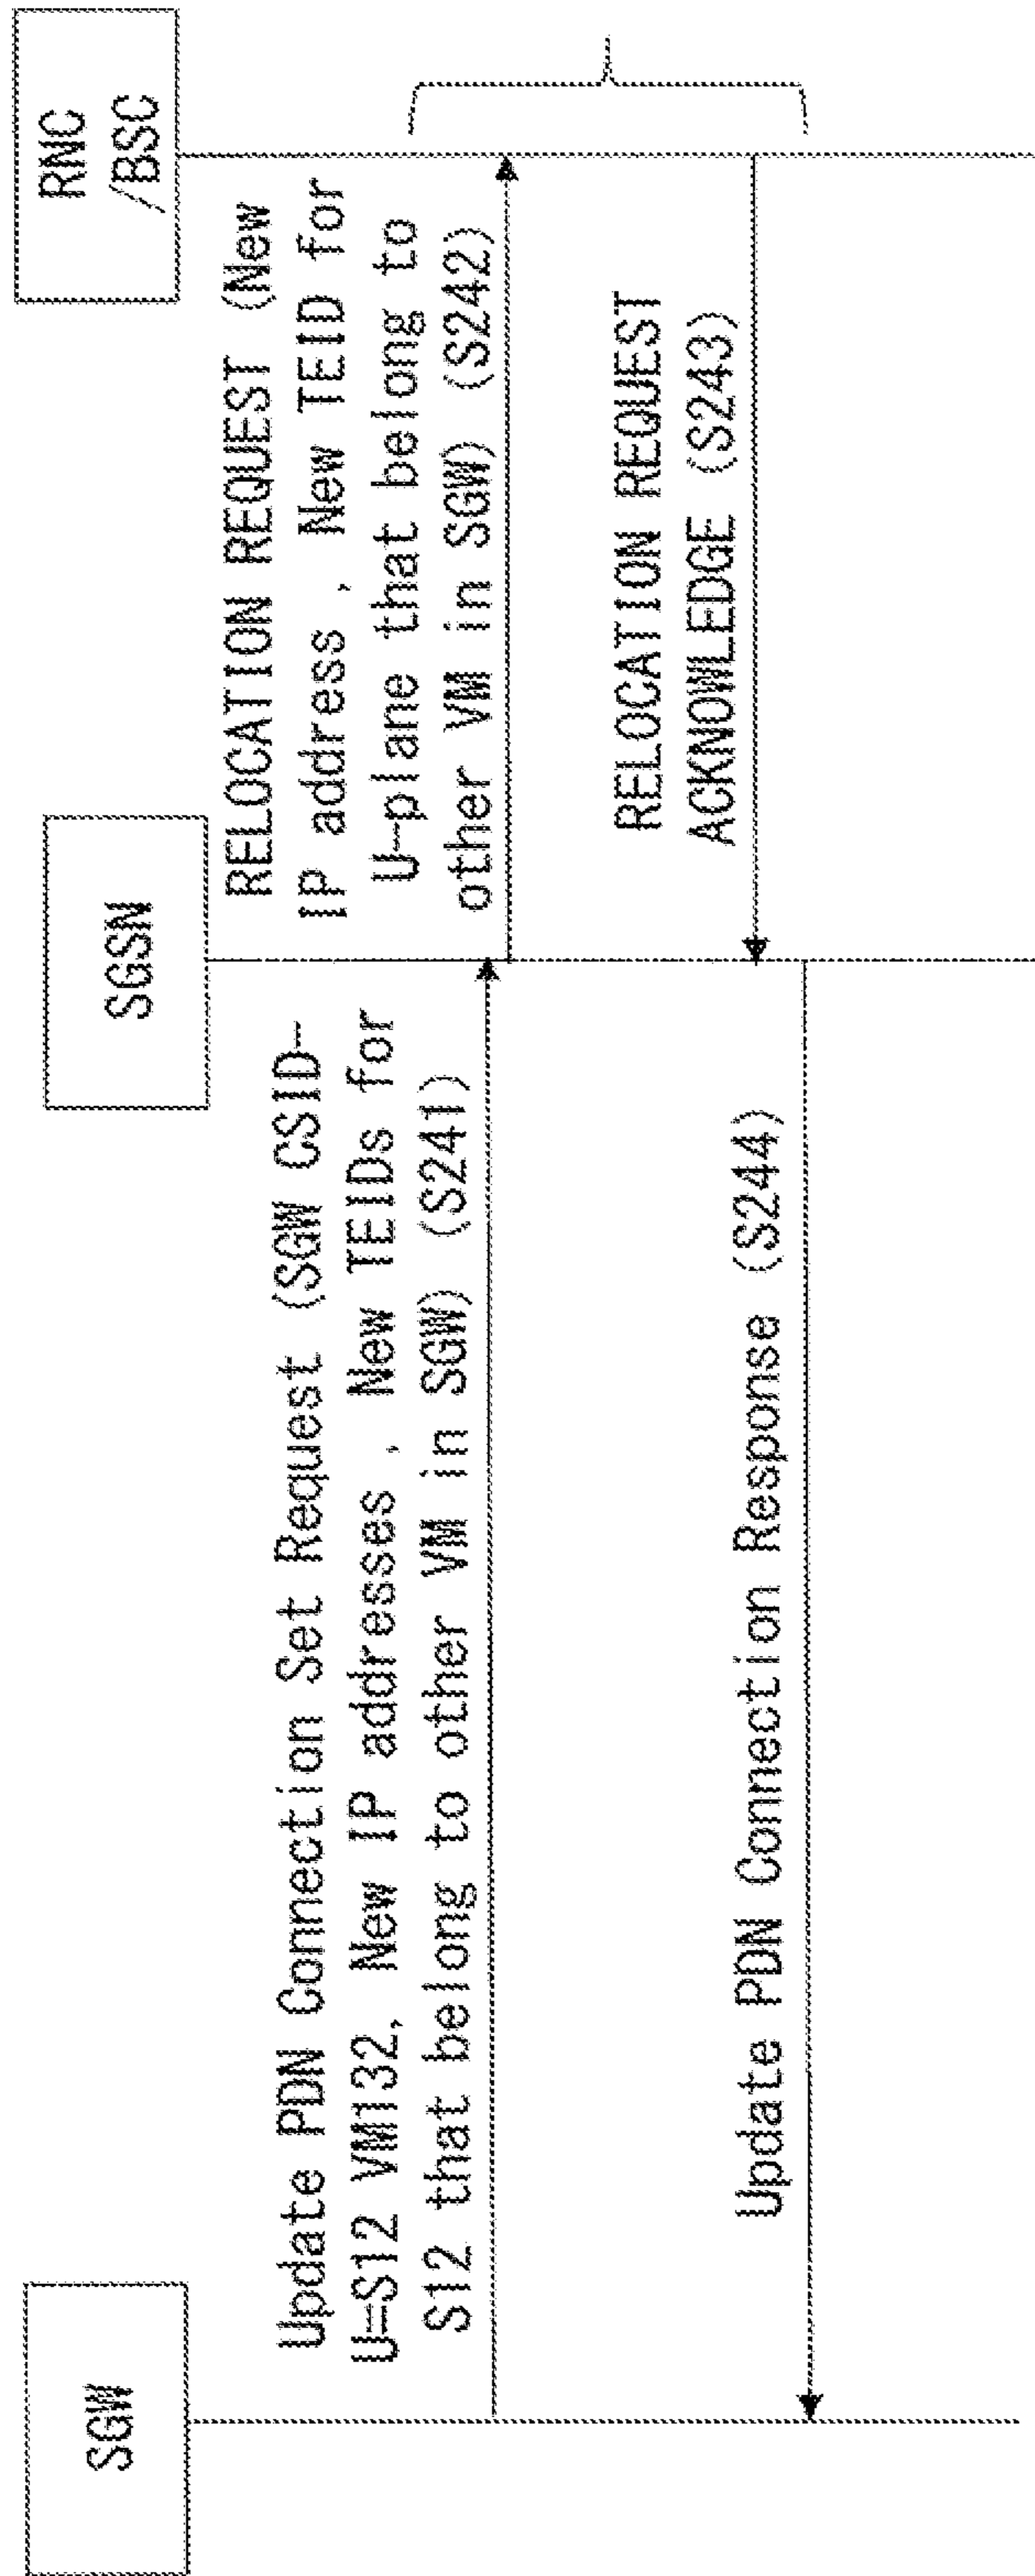 SGW
SGSN
RNC
/BSC
Update PDN Connection Set Request (SGW CSID-
U=S12 VM132, New IP addresses, New TEIDs for
S12 that belong to other VM in SGW) (S241)
RELOCATION REQUEST (New
IP address, New TEID for
U-plane that belong to
other VM in SGW) (S242)
RELOCATION REQUEST
ACKNOWLEDGE (S243)
Update PDN Connection Response (S244)